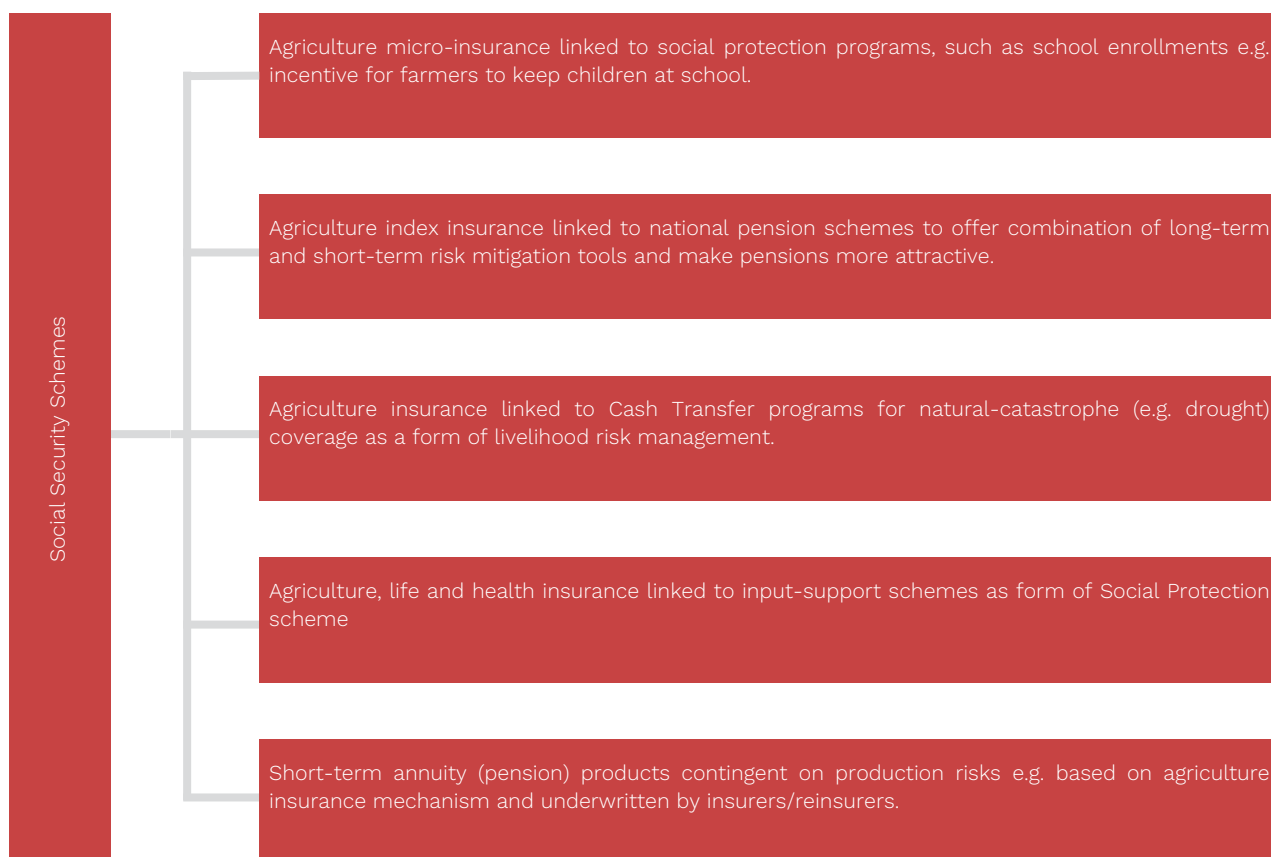 Social Security Schemes
Agriculture micro-insurance linked to social protection programs, such as school enrollments e.g.
incentive for farmers to keep children at school.
Agriculture index insurance linked to national pension schemes to offer combination of long-term
and short-term risk mitigation tools and make pensions more attractive.
Agriculture insurance linked to Cash Transfer programs for natural-catastrophe (e.g. drought)
coverage as a form of livelihood risk management.
Agriculture, life and health insurance linked to input-support schemes as form of Social Protection
scheme
Short-term annuity (pension) products contingent on production risks e.g. based on agriculture
insurance mechanism and underwritten by insurers/reinsurers.